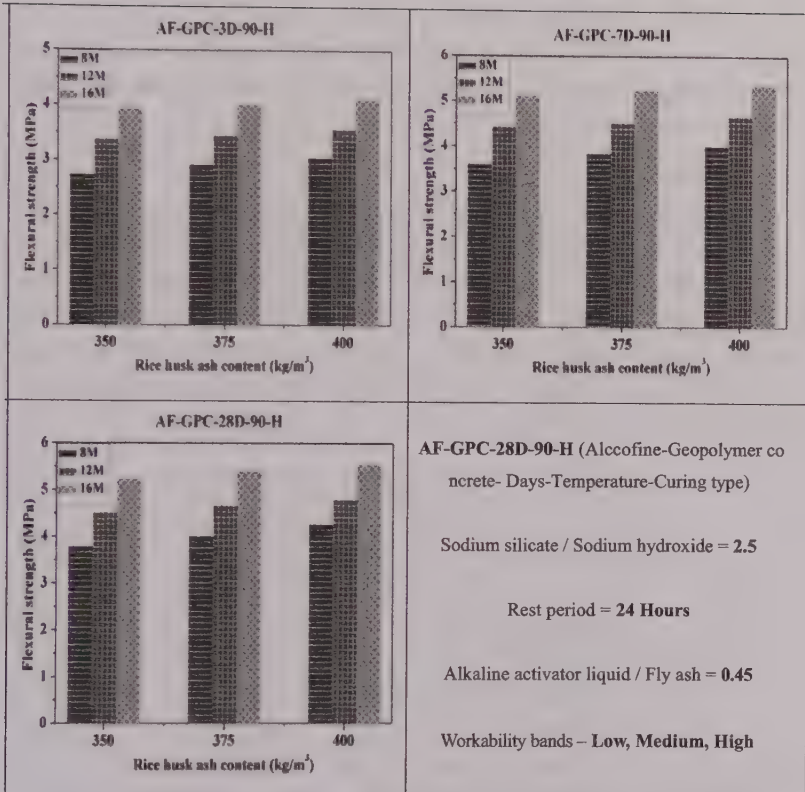 AF-GPC-3D-90-H
8M
12M
16M
5
4
3
2
1
0
Flexural strength (MPa)
350
375
400
Rice husk ash content (kg/m³)
AF-GPC-7D-90-H
8M
12M
16M
6
5
4
3
2
1
0
Flexural strength (MPa)
350
375
400
Rice husk ash content (kg/m³)
AF-GPC-28D-90-H
8M
12M
16M
6
5
4
3
2
1
0
Flexural strength (MPa)
350
375
400
Rice husk ash content (kg/m³)
AF-GPC-28D-90-H (Alccofine-Geopolymer co
ncrete- Days-Temperature-Curing type)
Sodium silicate / Sodium hydroxide = 2.5
Rest period = 24 Hours
Alkaline activator liquid / Fly ash = 0.45
Workability bands – Low, Medium, High